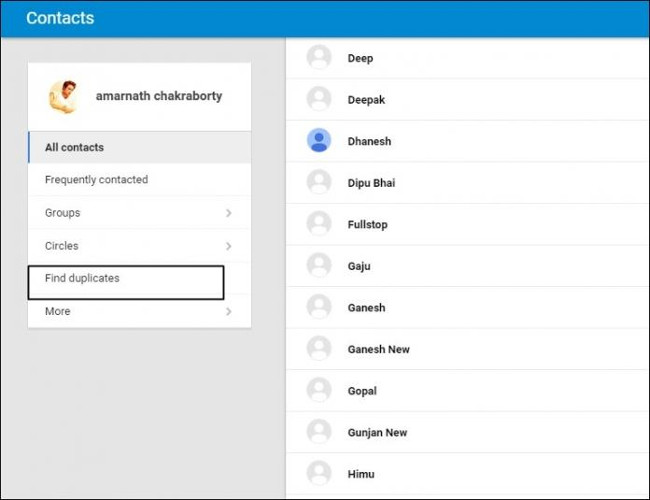 Contacts
amarnath chakraborty
All contacts
Frequently contacted
Groups
Circles
Find duplicates
More
Deep
Deepak
Dhanesh
Dipu Bhai
Fullstop
Gaju
Ganesh
Ganesh New
Gopal
Gunjan New
Himu